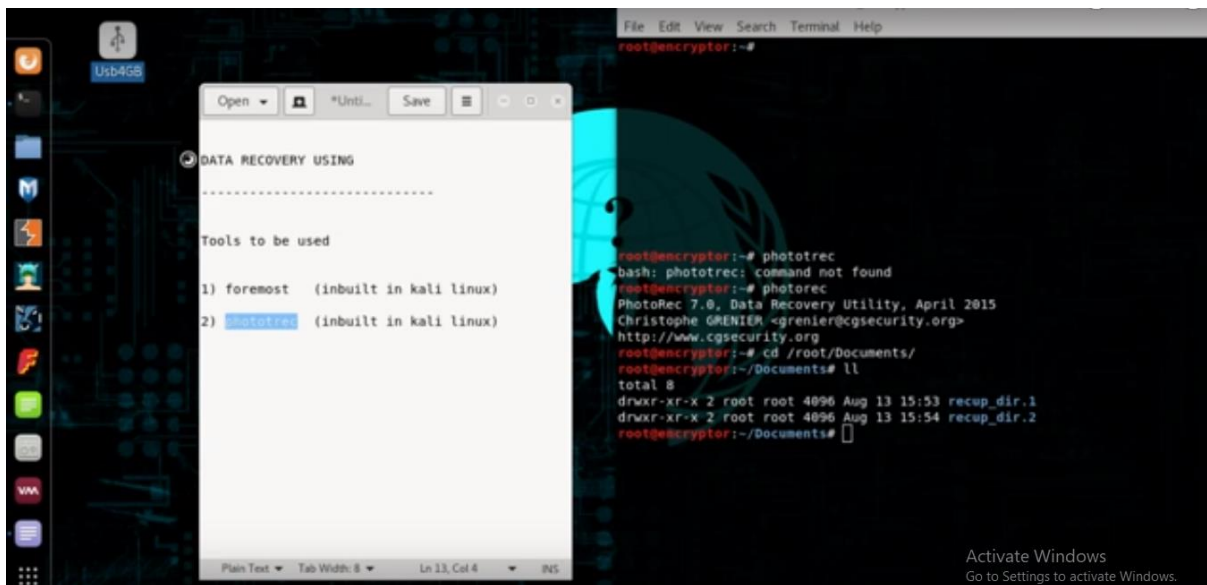 Usb4GB
Open
*Unti...
Save
DATA RECOVERY USING
-----------------------------
Tools to be used
1) foremost   (inbuilt in kali linux)
2) phototrec  (inbuilt in kali linux)
Plain Text
Tab Width: 8
Ln 13, Col 4
INS
File Edit View Search Terminal Help
root@encryptor:~#
?
root@encryptor:~# phototrec
bash: phototrec: command not found
root@encryptor:~# photorec
PhotoRec 7.0, Data Recovery Utility, April 2015
Christophe GRENIER <grenier@cgsecurity.org>
http://www.cgsecurity.org
root@encryptor:~# cd /root/Documents/
root@encryptor:~/Documents# ll
total 8
drwxr-xr-x 2 root root 4096 Aug 13 15:53 recup_dir.1
drwxr-xr-x 2 root root 4096 Aug 13 15:54 recup_dir.2
root@encryptor:~/Documents#
Activate Windows
Go to Settings to activate Windows.